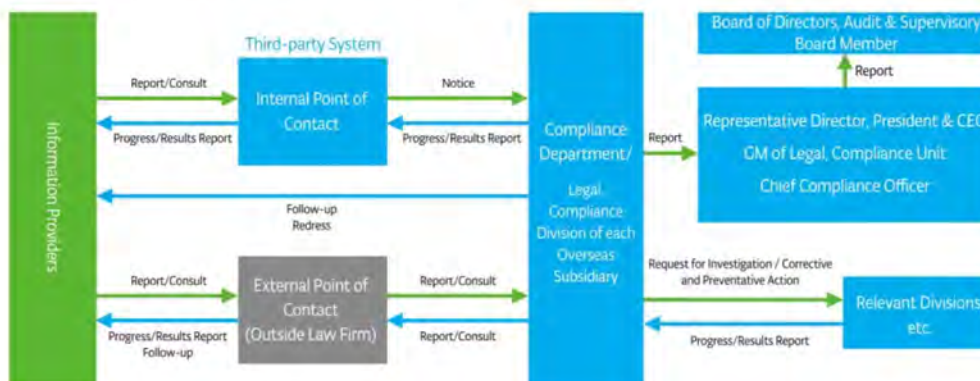 Information Providers
Third-party System
Report/Consult
Internal Point of
Contact
Progress/Results Report
Notice
Progress/Results Report
Follow-up
Redress
Report/Consult
External Point of
Contact
(Outside Law Firm)
Progress/Results Report
Follow-up
Report/Consult
Report/Consult
Compliance
Department/
Legal
Compliance
Division of each
Overseas
Subsidiary
Report
Board of Directors, Audit & Supervisory
Board Member
Report
Representative Director, President & CEO
GM of Legal, Compliance Unit
Chief Compliance Officer
Request for Investigation / Corrective
and Preventative Action
Relevant Divisions
etc.
Progress/Results Report